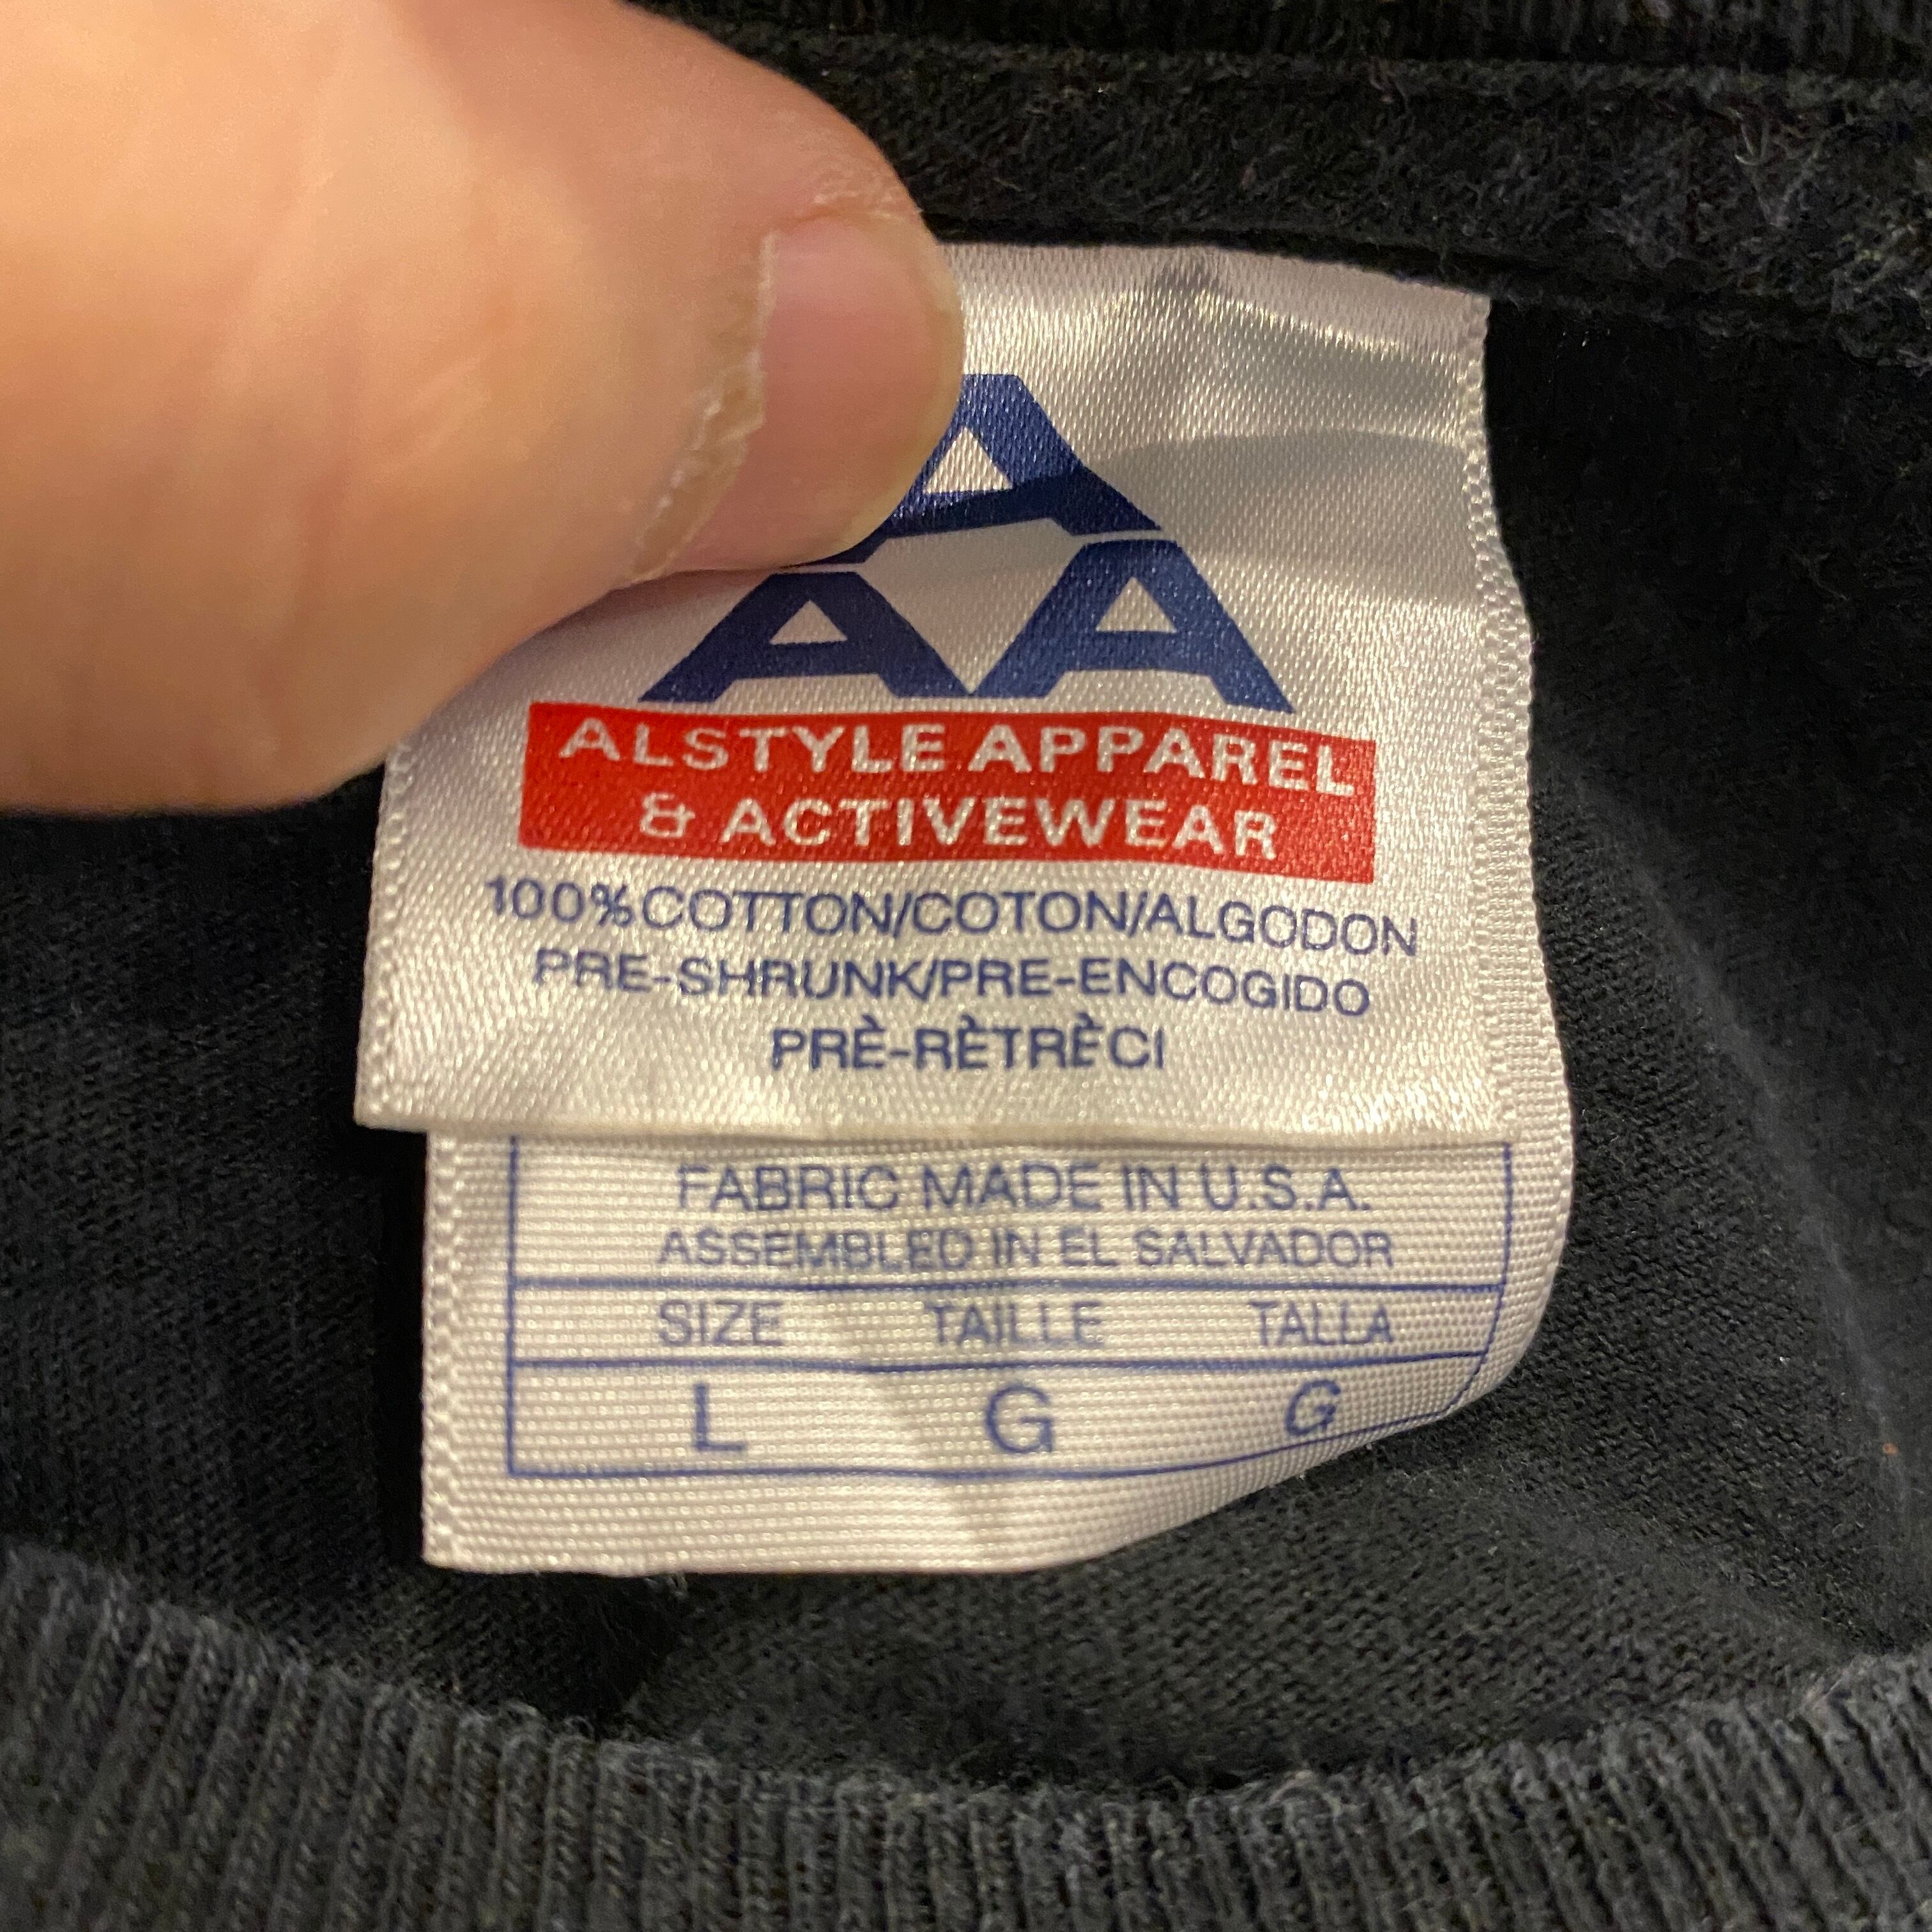 A
A A
ALSTYLE APPAREL
& ACTIVEWEAR
100% COTTON/COTON/ALGODON
PRE-SHRUNK/PRE-ENCOGIDO
PRÈ-RÈTRÈCI
FABRIC MADE IN U.S.A.
ASSEMBLED IN EL SALVADOR
SIZE TAILLE TALLA
L G G